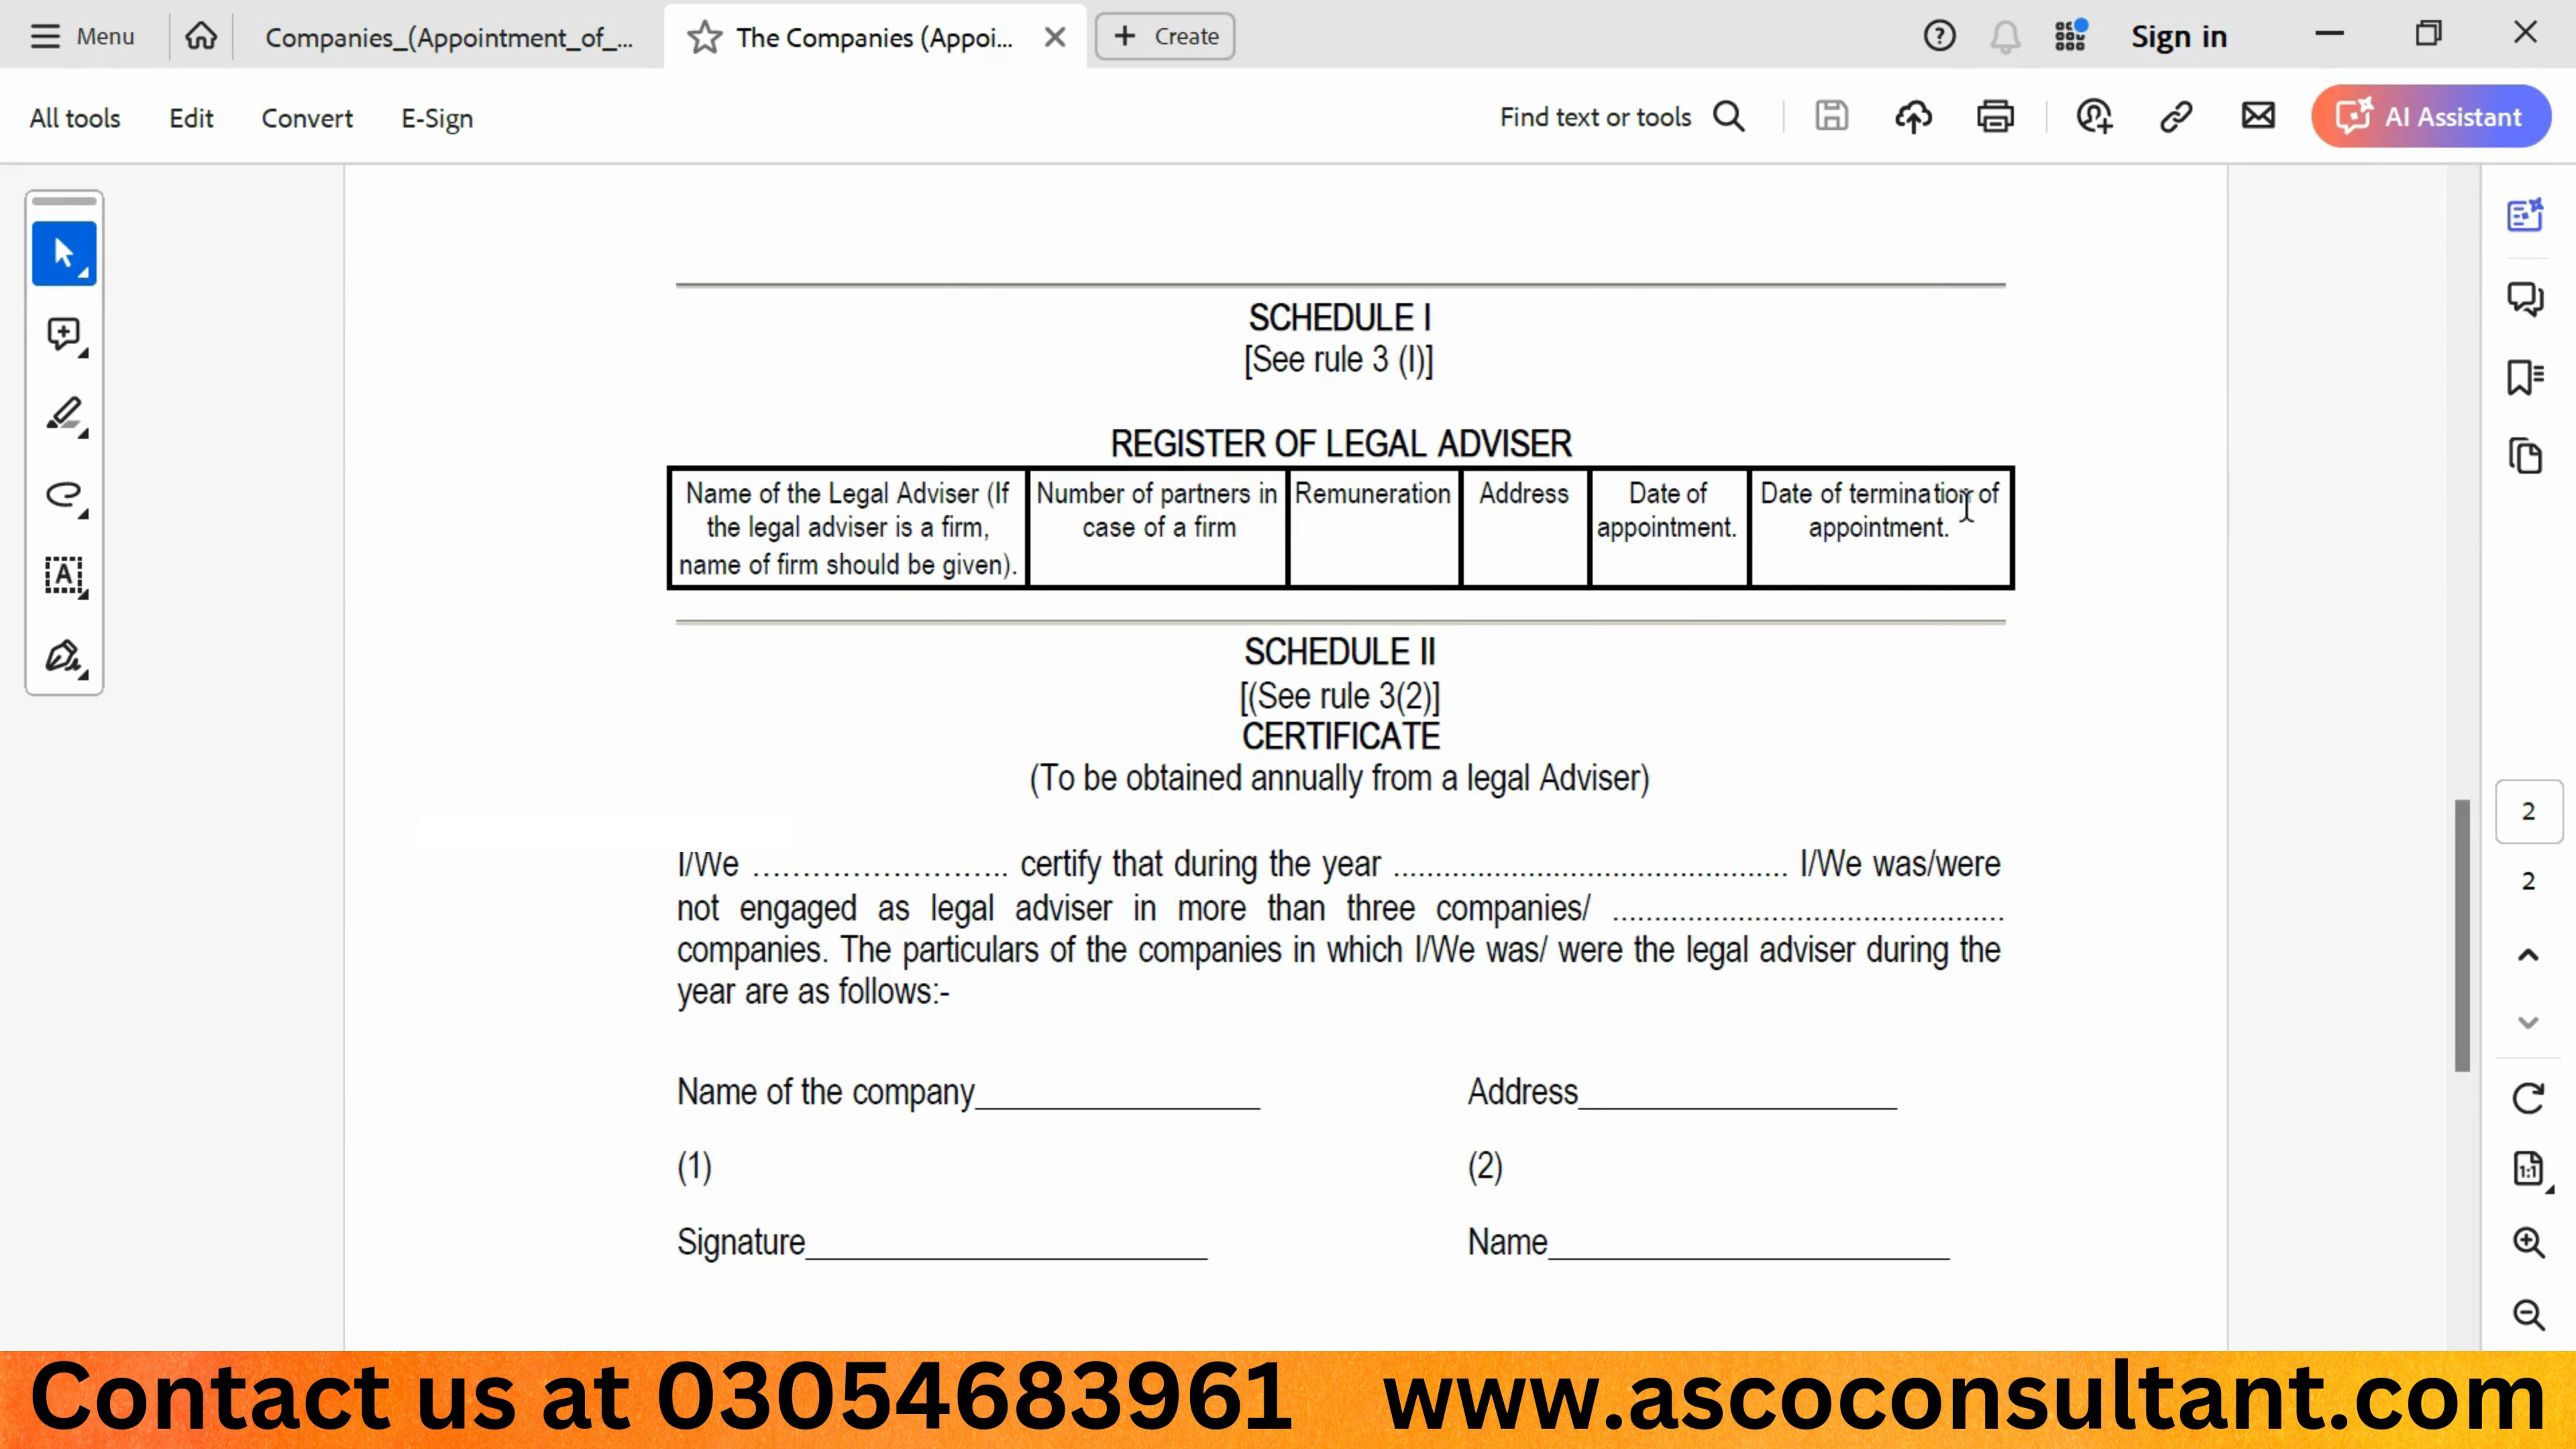 Menu
Companies_(Appointment_of_...
The Companies (Appoi...
Create
Sign in
All tools
Edit
Convert
E-Sign
Find text or tools
AI Assistant
SCHEDULE I
[See rule 3 (I)]
REGISTER OF LEGAL ADVISER
Name of the Legal Adviser (If
the legal adviser is a firm,
name of firm should be given).
Number of partners in
case of a firm
Remuneration
Address
Date of
appointment.
Date of termination of
appointment.
SCHEDULE II
[(See rule 3(2)]
CERTIFICATE
(To be obtained annually from a legal Adviser)
I/We ………………………….. certify that during the year ............................................... I/We was/were
not engaged as legal adviser in more than three companies/ ...............................................
companies. The particulars of the companies in which I/We was/ were the legal adviser during the
year are as follows:-
Name of the company________________ Address__________________
(1) (2)
Signature_______________________ Name_______________________
2
2
1:1
Contact us at 03054683961 www.ascoconsultant.com